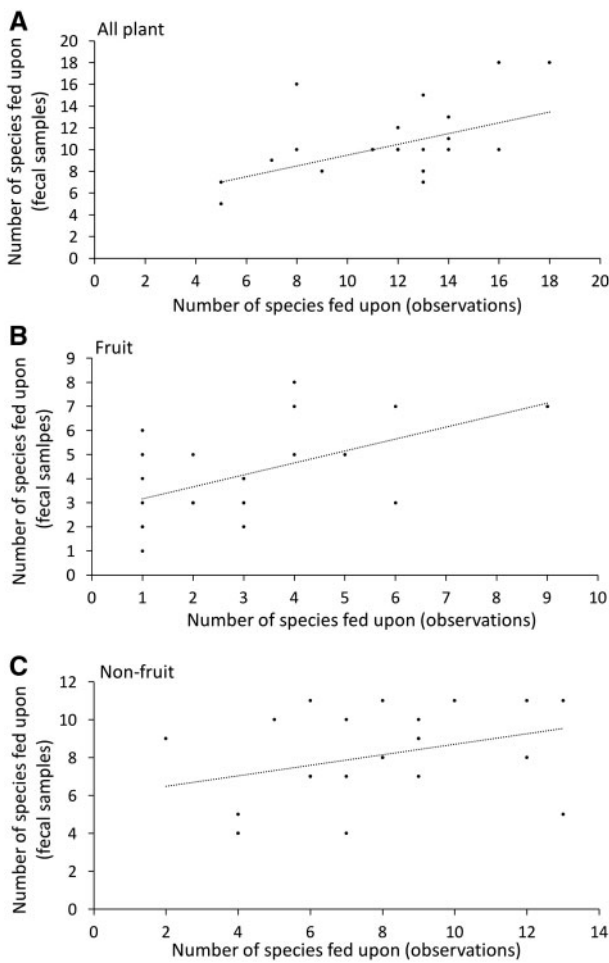 A
All plant
Number of species fed upon
(fecal samples)
20
18
16
14
12
10
8
6
4
2
0
0 2 4 6 8 10 12 14 16 18 20
Number of species fed upon (observations)
B
Fruit
Number of species fed upon
(fecal samlpes)
9
8
7
6
5
4
3
2
1
0
0 1 2 3 4 5 6 7 8 9 10
Number of species fed upon (observations)
C
Non-fruit
Number of species fed upon
(fecal samples)
12
10
8
6
4
2
0
0 2 4 6 8 10 12 14
Number of species fed upon (observations)